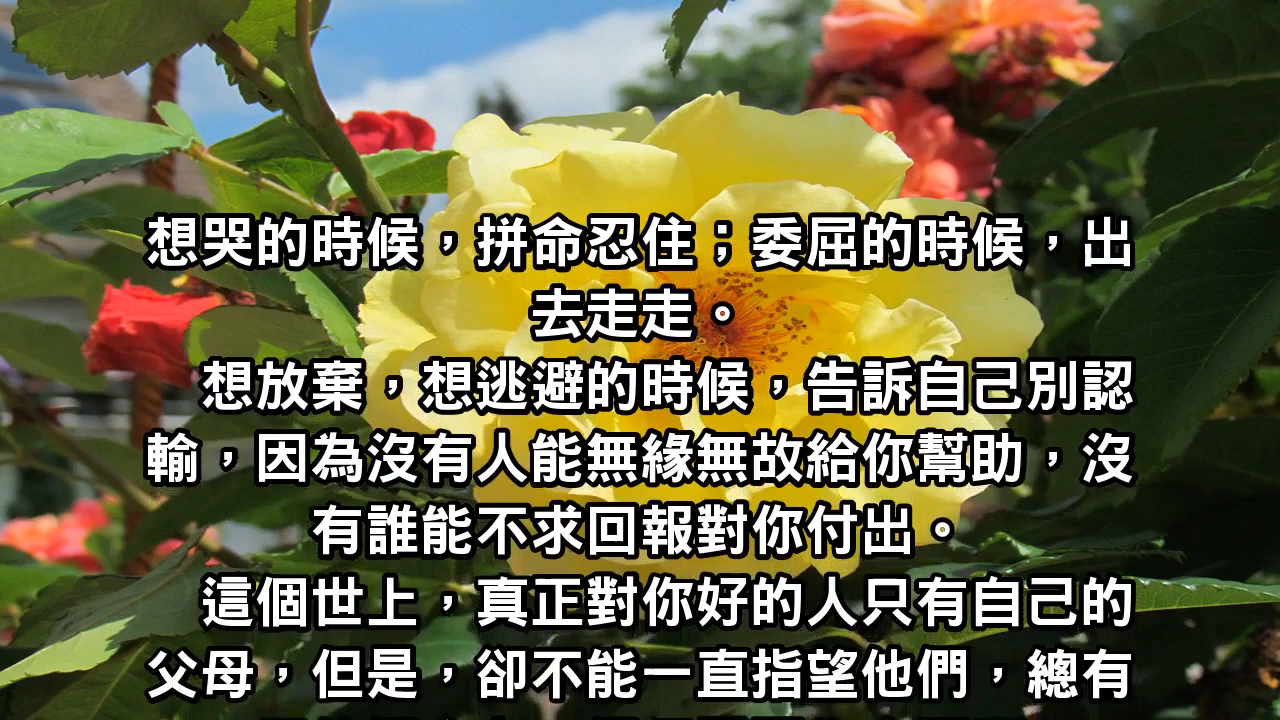 想哭的時候，拼命忍住；委屈的時候，出
去走走。
想放棄，想逃避的時候，告訴自己別認
輸，因為沒有人能無緣無故給你幫助，沒
有誰能不求回報對你付出。
這個世上，真正對你好的人只有自己的
父母，但是，卻不能一直指望他們，總有